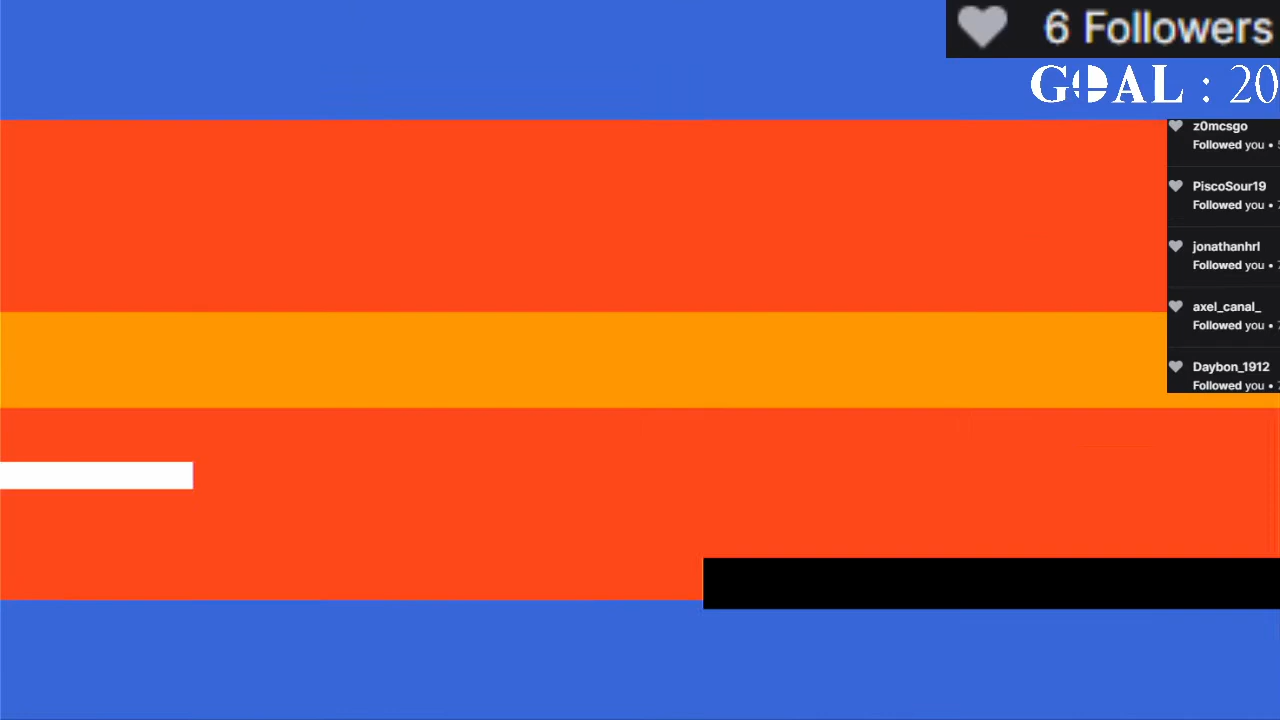 6 Followers
GOAL : 20
z0mcsgo
Followed you •
PiscoSour19
Followed you •
jonathanhrl
Followed you •
axel_canal_
Followed you •
Daybon_1912
Followed you •